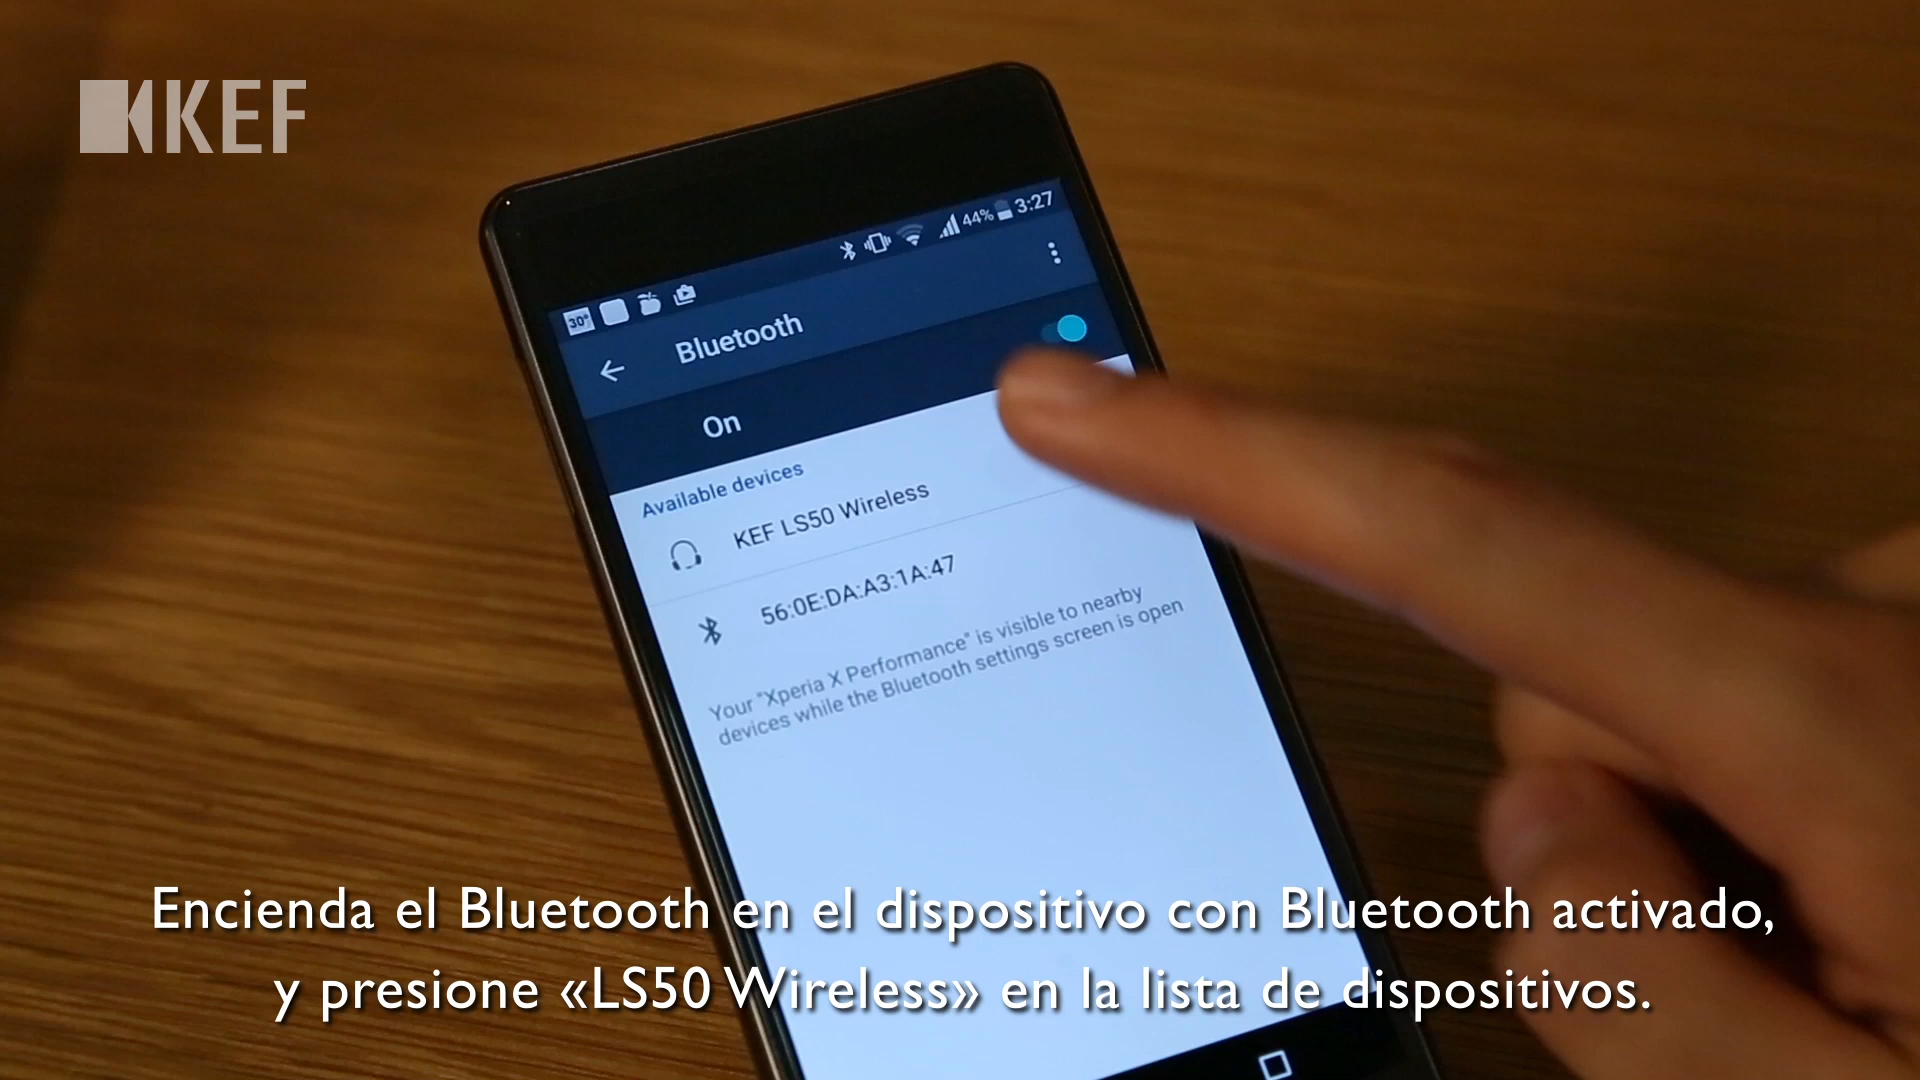 KEF
44% 3:27
30°
Bluetooth
On
Available devices
KEF LS50 Wireless
56:0E:DA:A3:1A:47
Your "Xperia X Performance" is visible to nearby
devices while the Bluetooth settings screen is open
Encienda el Bluetooth en el dispositivo con Bluetooth activado,
y presione «LS50 Wireless» en la lista de dispositivos.